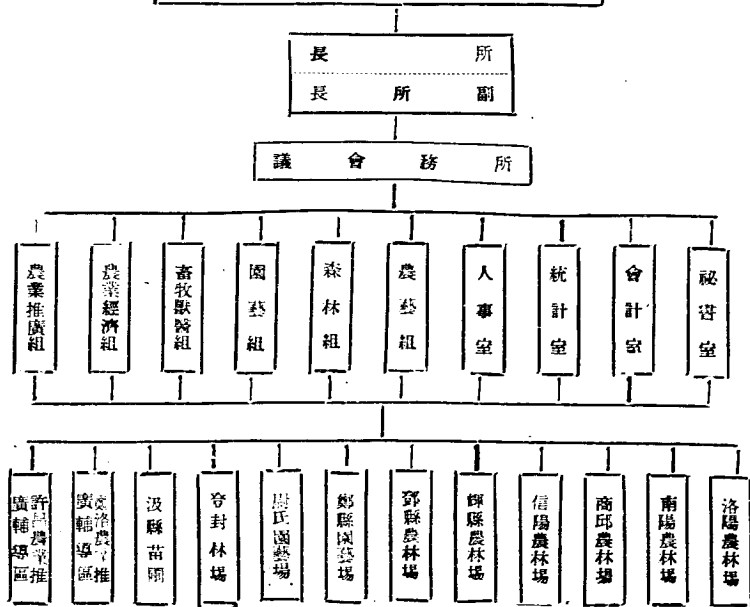 所長
副所長
所務會議
祕書室
會計室
統計室
人事室
農藝組
森林組
園藝組
畜牧獸醫組
農業經濟組
農業推廣組
洛陽農林場
南陽農林場
商邱農林場
信陽農林場
輝縣農林場
鄧縣農林場
鄭縣園藝場
尉氏園藝場
登封林場
汲縣苗圃
鄭洛農業推
廣輔導區
許昌農業推
廣輔導區